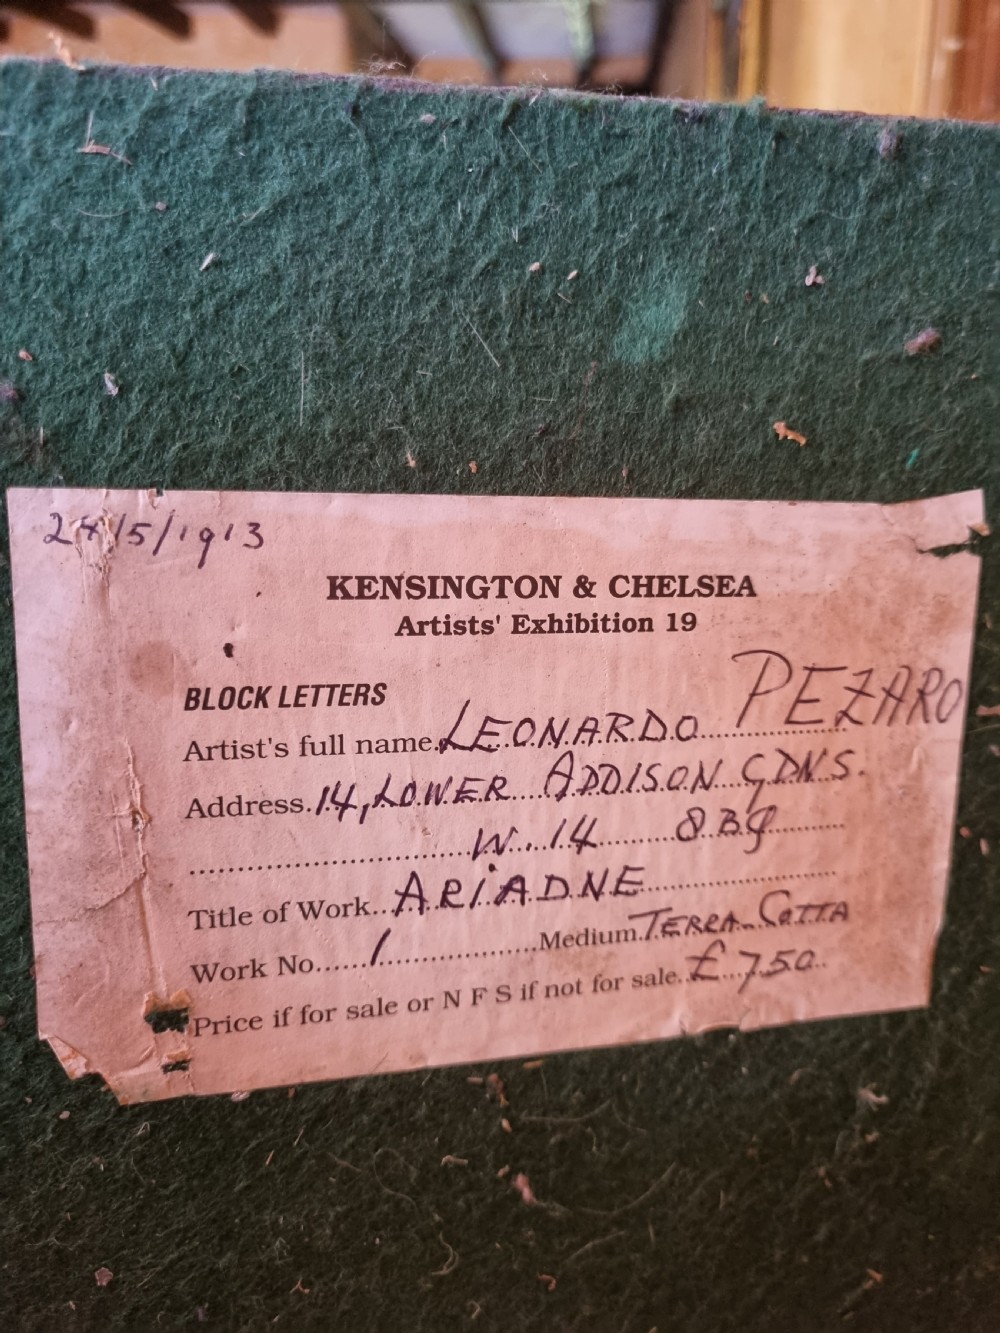 /5/1913
KENSINGTON & CHELSEA
Artists' Exhibition 19
BLOCK LETTERS
Artist's full name. LEONARDO PEZARO
Address. 14, LOWER ADDISON GDNS.
W. 14
Title of Work. ARIADNE
Work No. 1 Medium. TERRA-COTTA
Price if for sale or N F S if not for sale. £750